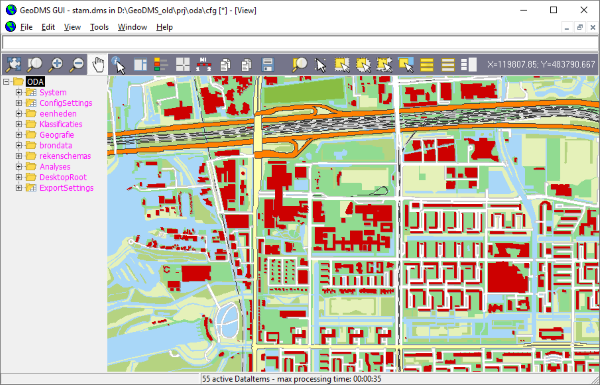 GeoDMS GUI - stam.dms in D:\GeoDMS_old\prj\oda\cfg [*] - [View]
File Edit View Tools Window Help
X=119807.85; Y=483790.667
ODA
System
ConfigSettings
eenheden
Klassificaties
Geografie
brondata
rekenschemas
Analyses
DesktopRoot
ExportSettings
55 active DataItems - max processing time: 00:00:35